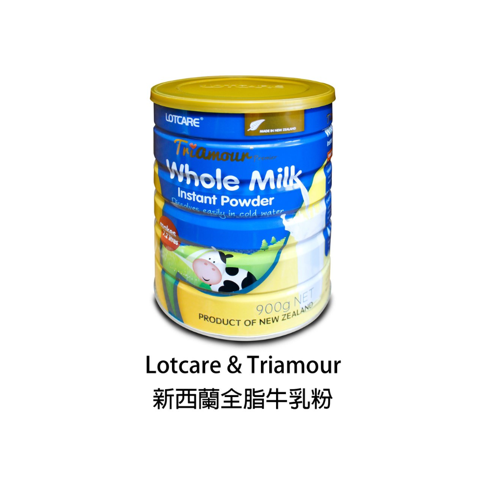 LOTCARE
MADE IN NEW ZEALAND
Triamour
Whole Milk
Instant Powder
Dissolves easily in cold water
900g NET
PRODUCT OF NEW ZEALAND
Lotcare & Triamour
新西蘭全脂牛乳粉